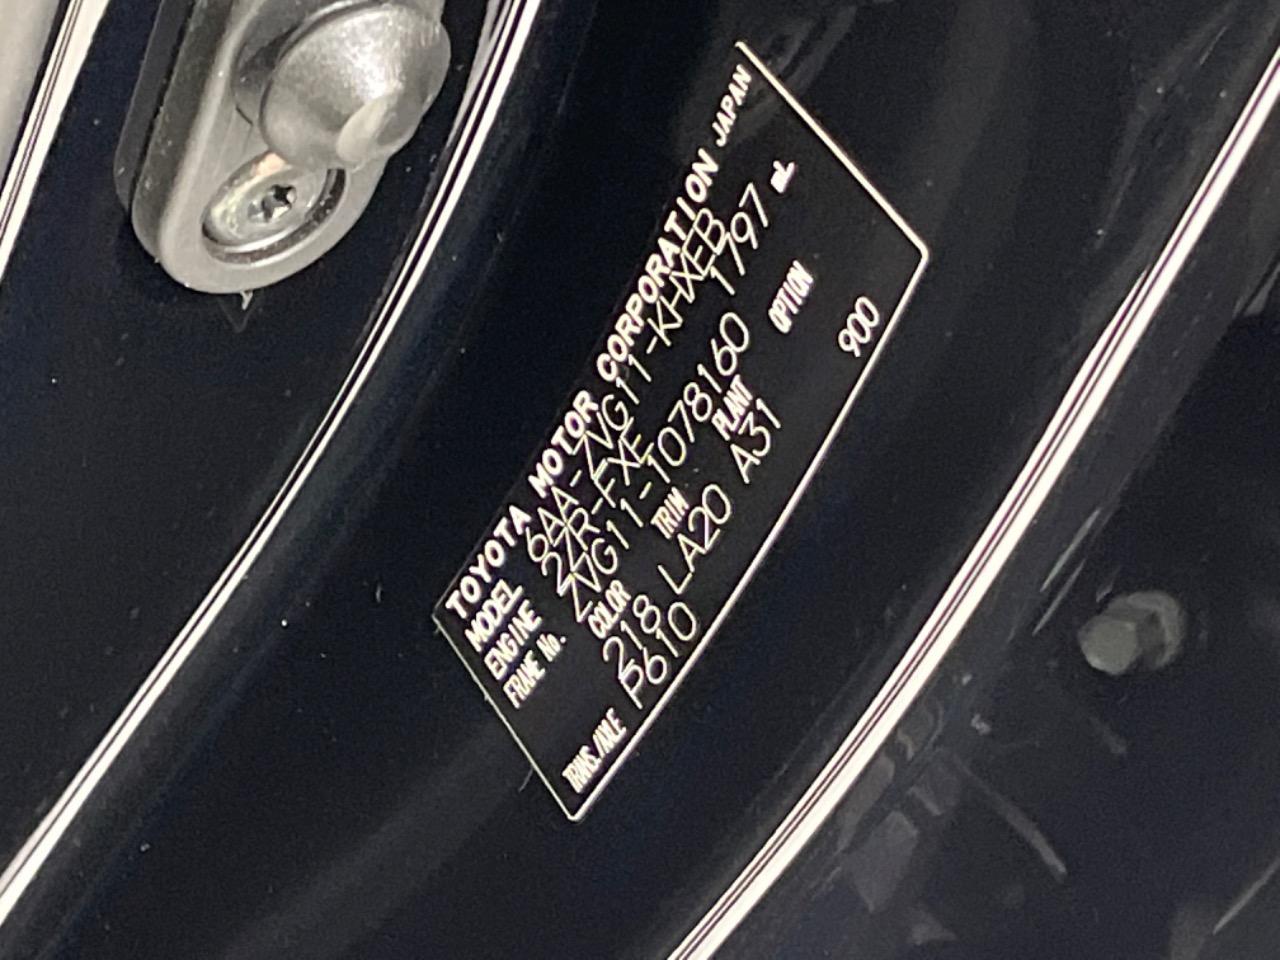 TOYOTA MOTOR CORPORATION JAPAN
MODEL 6AA-ZVG11-KHXEB
ENGINE 2ZR-FXE 1797 mL
FRAME No. ZVG11-1078160
COLOR TRIM PLANT OPTION
218 LA20 A31 900
TRANS./AXLE P610